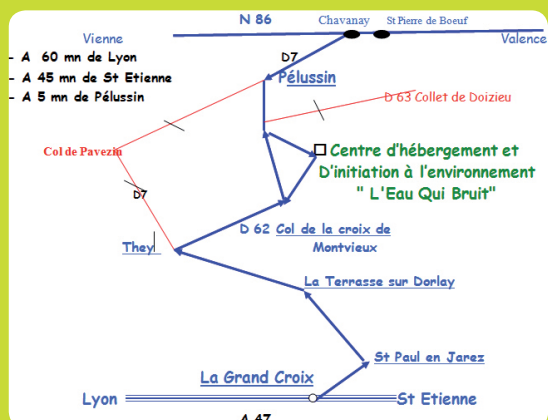 N 86
Chavanay
St Pierre de Boeuf
Vienne
Valence
- A 60 mn de Lyon
- A 45 mn de St Etienne
- A 5 mn de Pélussin
D7
Pélussin
D 63 Collet de Doizieu
Col de Pavezin
D7
Centre d'hébergement et
D'initiation à l'environnement
" L'Eau Qui Bruit"
D 62 Col de la croix de
Montvieux
They
La Terrasse sur Dorlay
St Paul en Jarez
La Grand Croix
Lyon
St Etienne
A 47